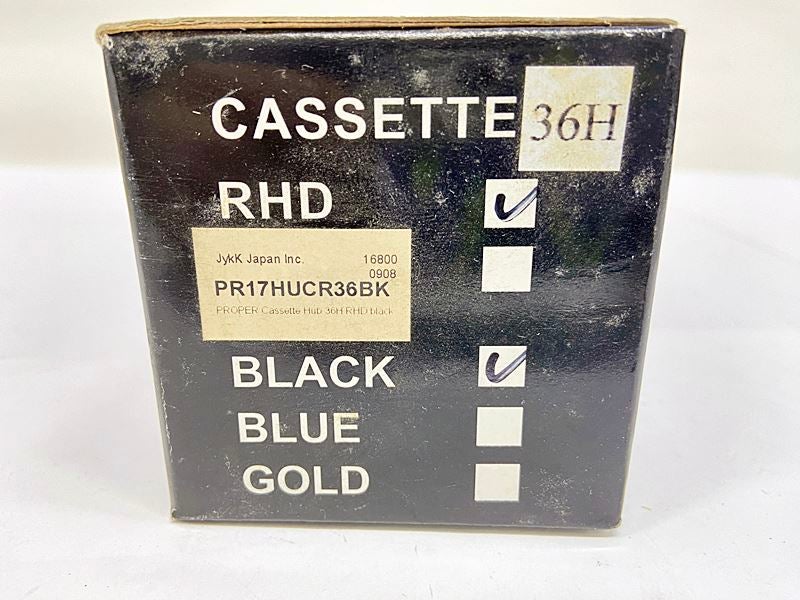 CASSETTE 36H
RHD
JykK Japan Inc. 16800
0908
PR17HUCR36BK
PROPER Cassette Hub 36H RHD black
BLACK
BLUE
GOLD